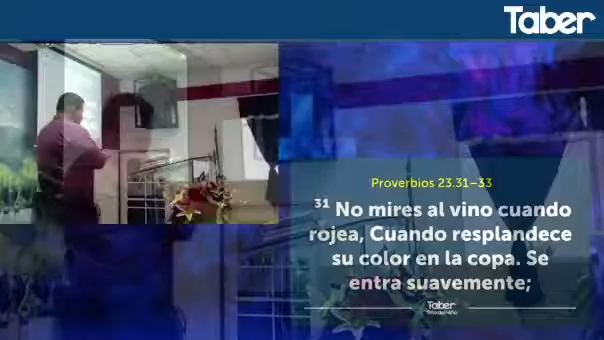 Taber
Proverbios 23.31–33
31 No mires al vino cuando
rojea, Cuando resplandece
su color en la copa. Se
entra suavemente;
Taber